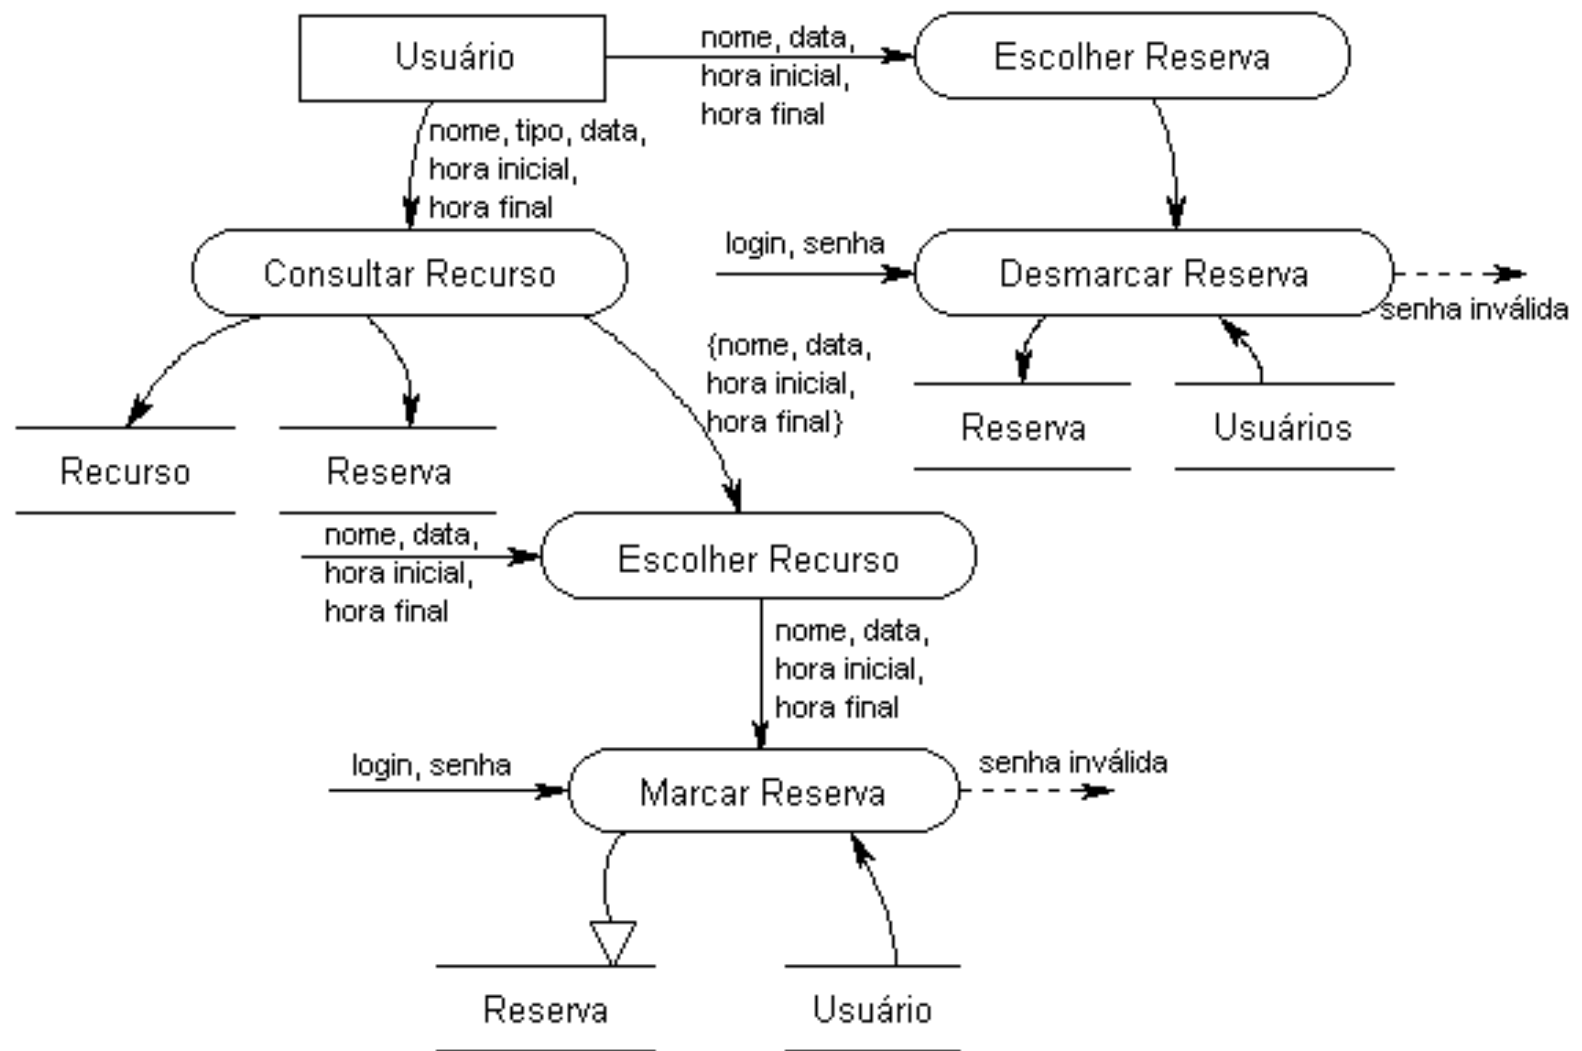 Usuário
nome, data,
hora inicial,
hora final
Escolher Reserva
nome, tipo, data,
hora inicial,
hora final
Consultar Recurso
login, senha
Desmarcar Reserva
senha inválida
{nome, data,
hora inicial,
hora final}
Reserva
Usuários
Recurso
Reserva
nome, data,
hora inicial,
hora final
Escolher Recurso
nome, data,
hora inicial,
hora final
login, senha
Marcar Reserva
senha inválida
Reserva
Usuário